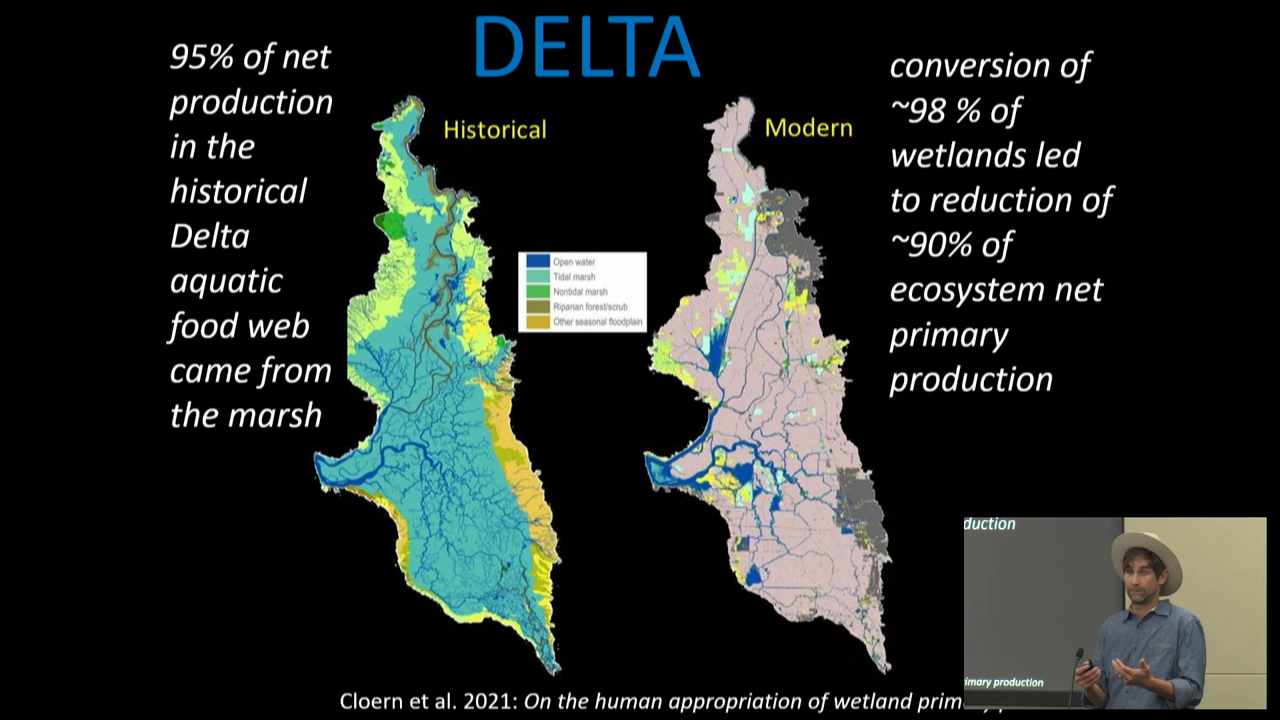 DELTA
95% of net
production
in the
historical
Delta
aquatic
food web
came from
the marsh
Historical
Modern
Open water
Tidal marsh
Nontidal marsh
Riparian forest/scrub
Other seasonal floodplain
conversion of
~98 % of
wetlands led
to reduction of
~90% of
ecosystem net
primary
production
Cloern et al. 2021: On the human appropriation of wetland
duction
imary production